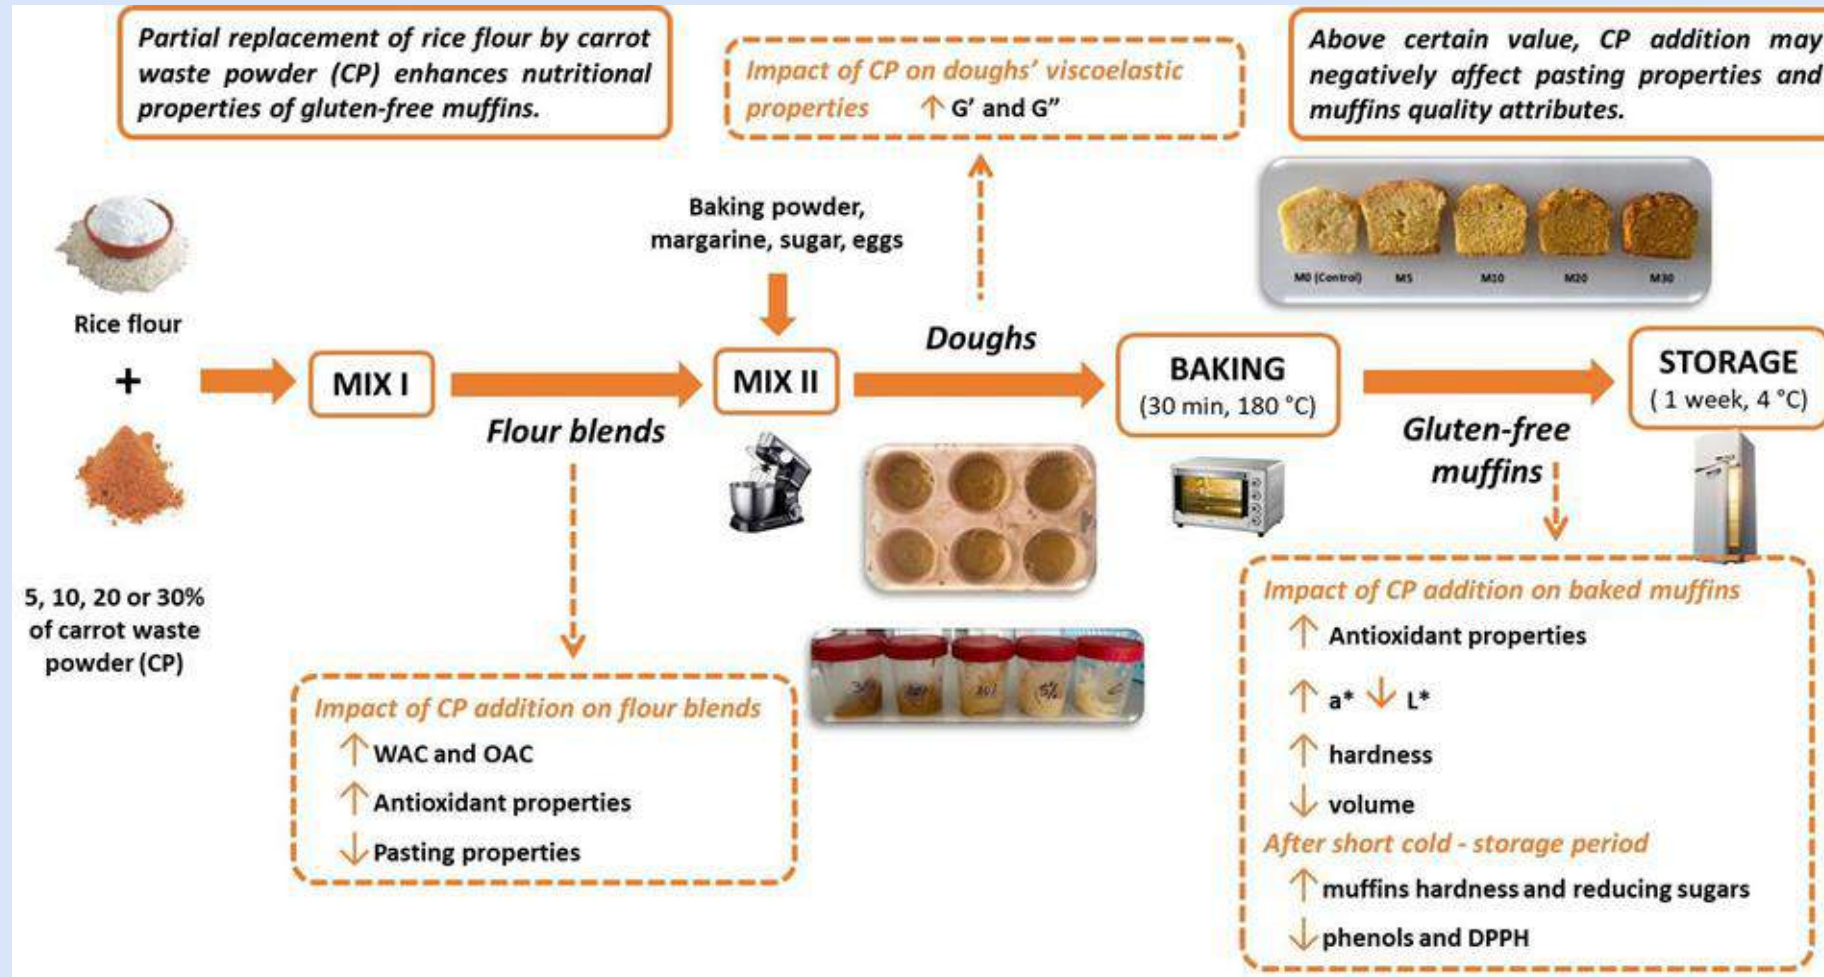 Partial replacement of rice flour by carrot
waste powder (CP) enhances nutritional
properties of gluten-free muffins.
Impact of CP on doughs’ viscoelastic
properties ↑ G’ and G”
Above certain value, CP addition may
negatively affect pasting properties and
muffins quality attributes.
Baking powder,
margarine, sugar, eggs
M0 (Control) M5 M10 M20 M30
Rice flour
+
5, 10, 20 or 30%
of carrot waste
powder (CP)
MIX I
Flour blends
MIX II
Doughs
BAKING
(30 min, 180 °C)
Gluten-free
muffins
STORAGE
( 1 week, 4 °C)
5%
Impact of CP addition on flour blends
↑ WAC and OAC
↑ Antioxidant properties
↓ Pasting properties
Impact of CP addition on baked muffins
↑ Antioxidant properties
↑ a* ↓ L*
↑ hardness
↓ volume
After short cold - storage period
↑ muffins hardness and reducing sugars
↓ phenols and DPPH